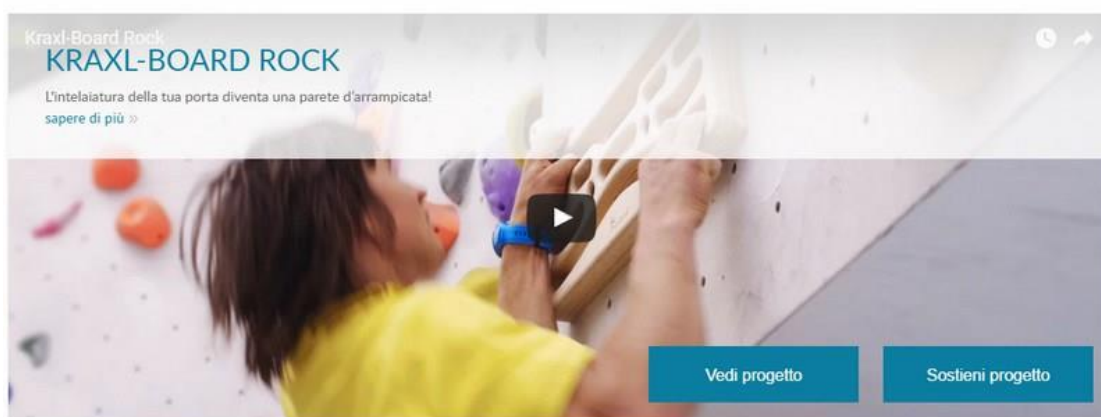 Kraxl-Board Rock
KRAXL-BOARD ROCK
L'intelaiatura della tua porta diventa una parete d'arrampicata!
sapere di più »
Vedi progetto
Sostieni progetto